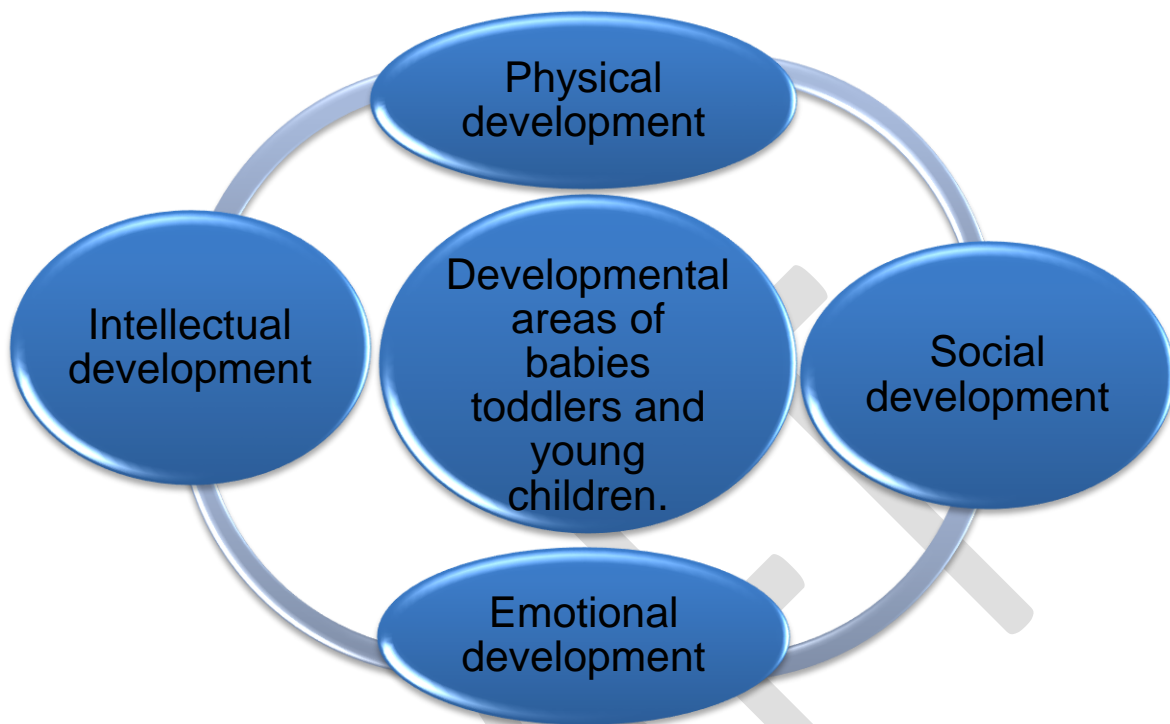 Physical
development
Intellectual
development
Developmental
areas of
babies
toddlers and
young
children.
Social
development
Emotional
development